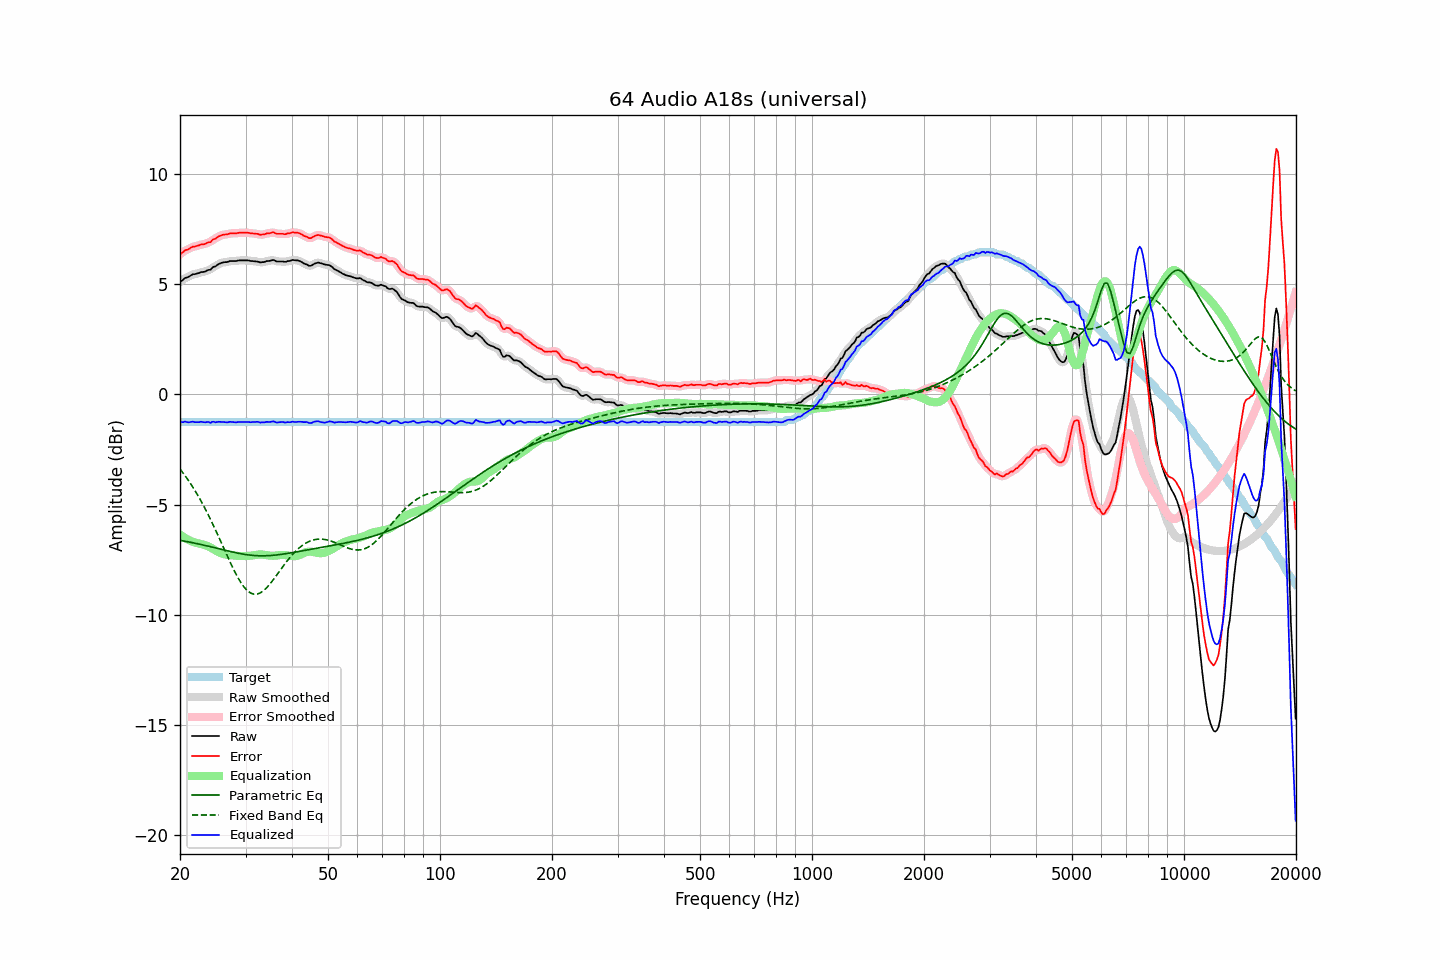 64 Audio A18s (universal)
10
5
0
−5
−10
−15
−20
Amplitude (dBr)
Target
Raw Smoothed
Error Smoothed
Raw
Error
Equalization
Parametric Eq
Fixed Band Eq
Equalized
20
50
100
200
500
1000
2000
5000
10000
20000
Frequency (Hz)